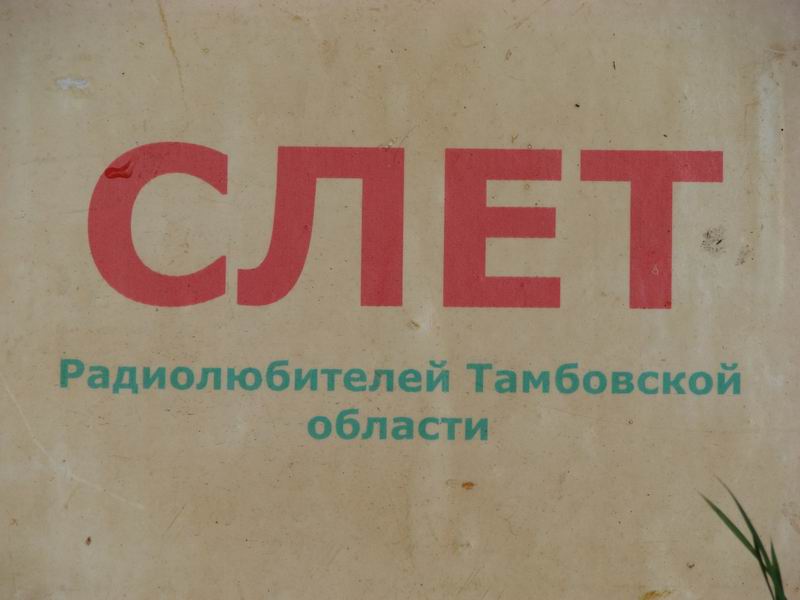 СЛЕТ
Радиолюбителей Тамбовской
области